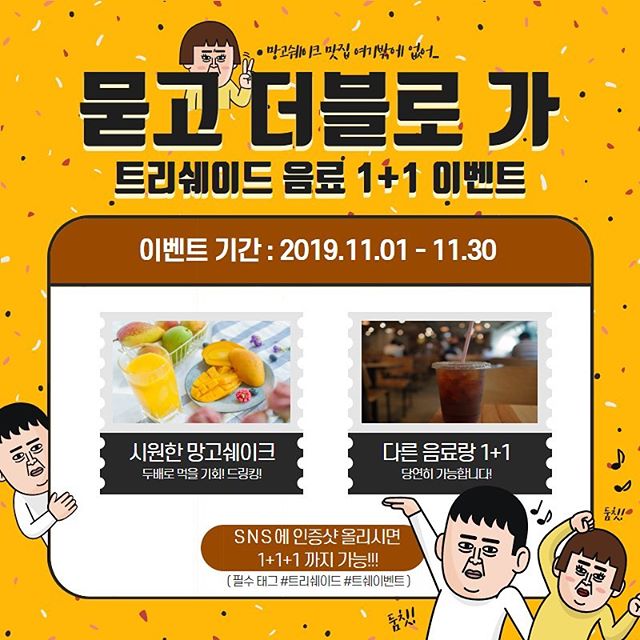 • 망고쉐이크 맛집 여기밖에 없어_
묻고 더블로 가
트리쉐이드 음료 1+1 이벤트
이벤트 기간 : 2019.11.01 - 11.30
시원한 망고쉐이크
두배로 먹을 기회! 드링킹!
다른 음료랑 1+1
당연히 가능합니다!
SNS에 인증샷 올리시면
1+1+1 까지 가능!!!
( 필수 태그 #트리쉐이드 #트쉐이벤트 )
둠칫!
둠칫!